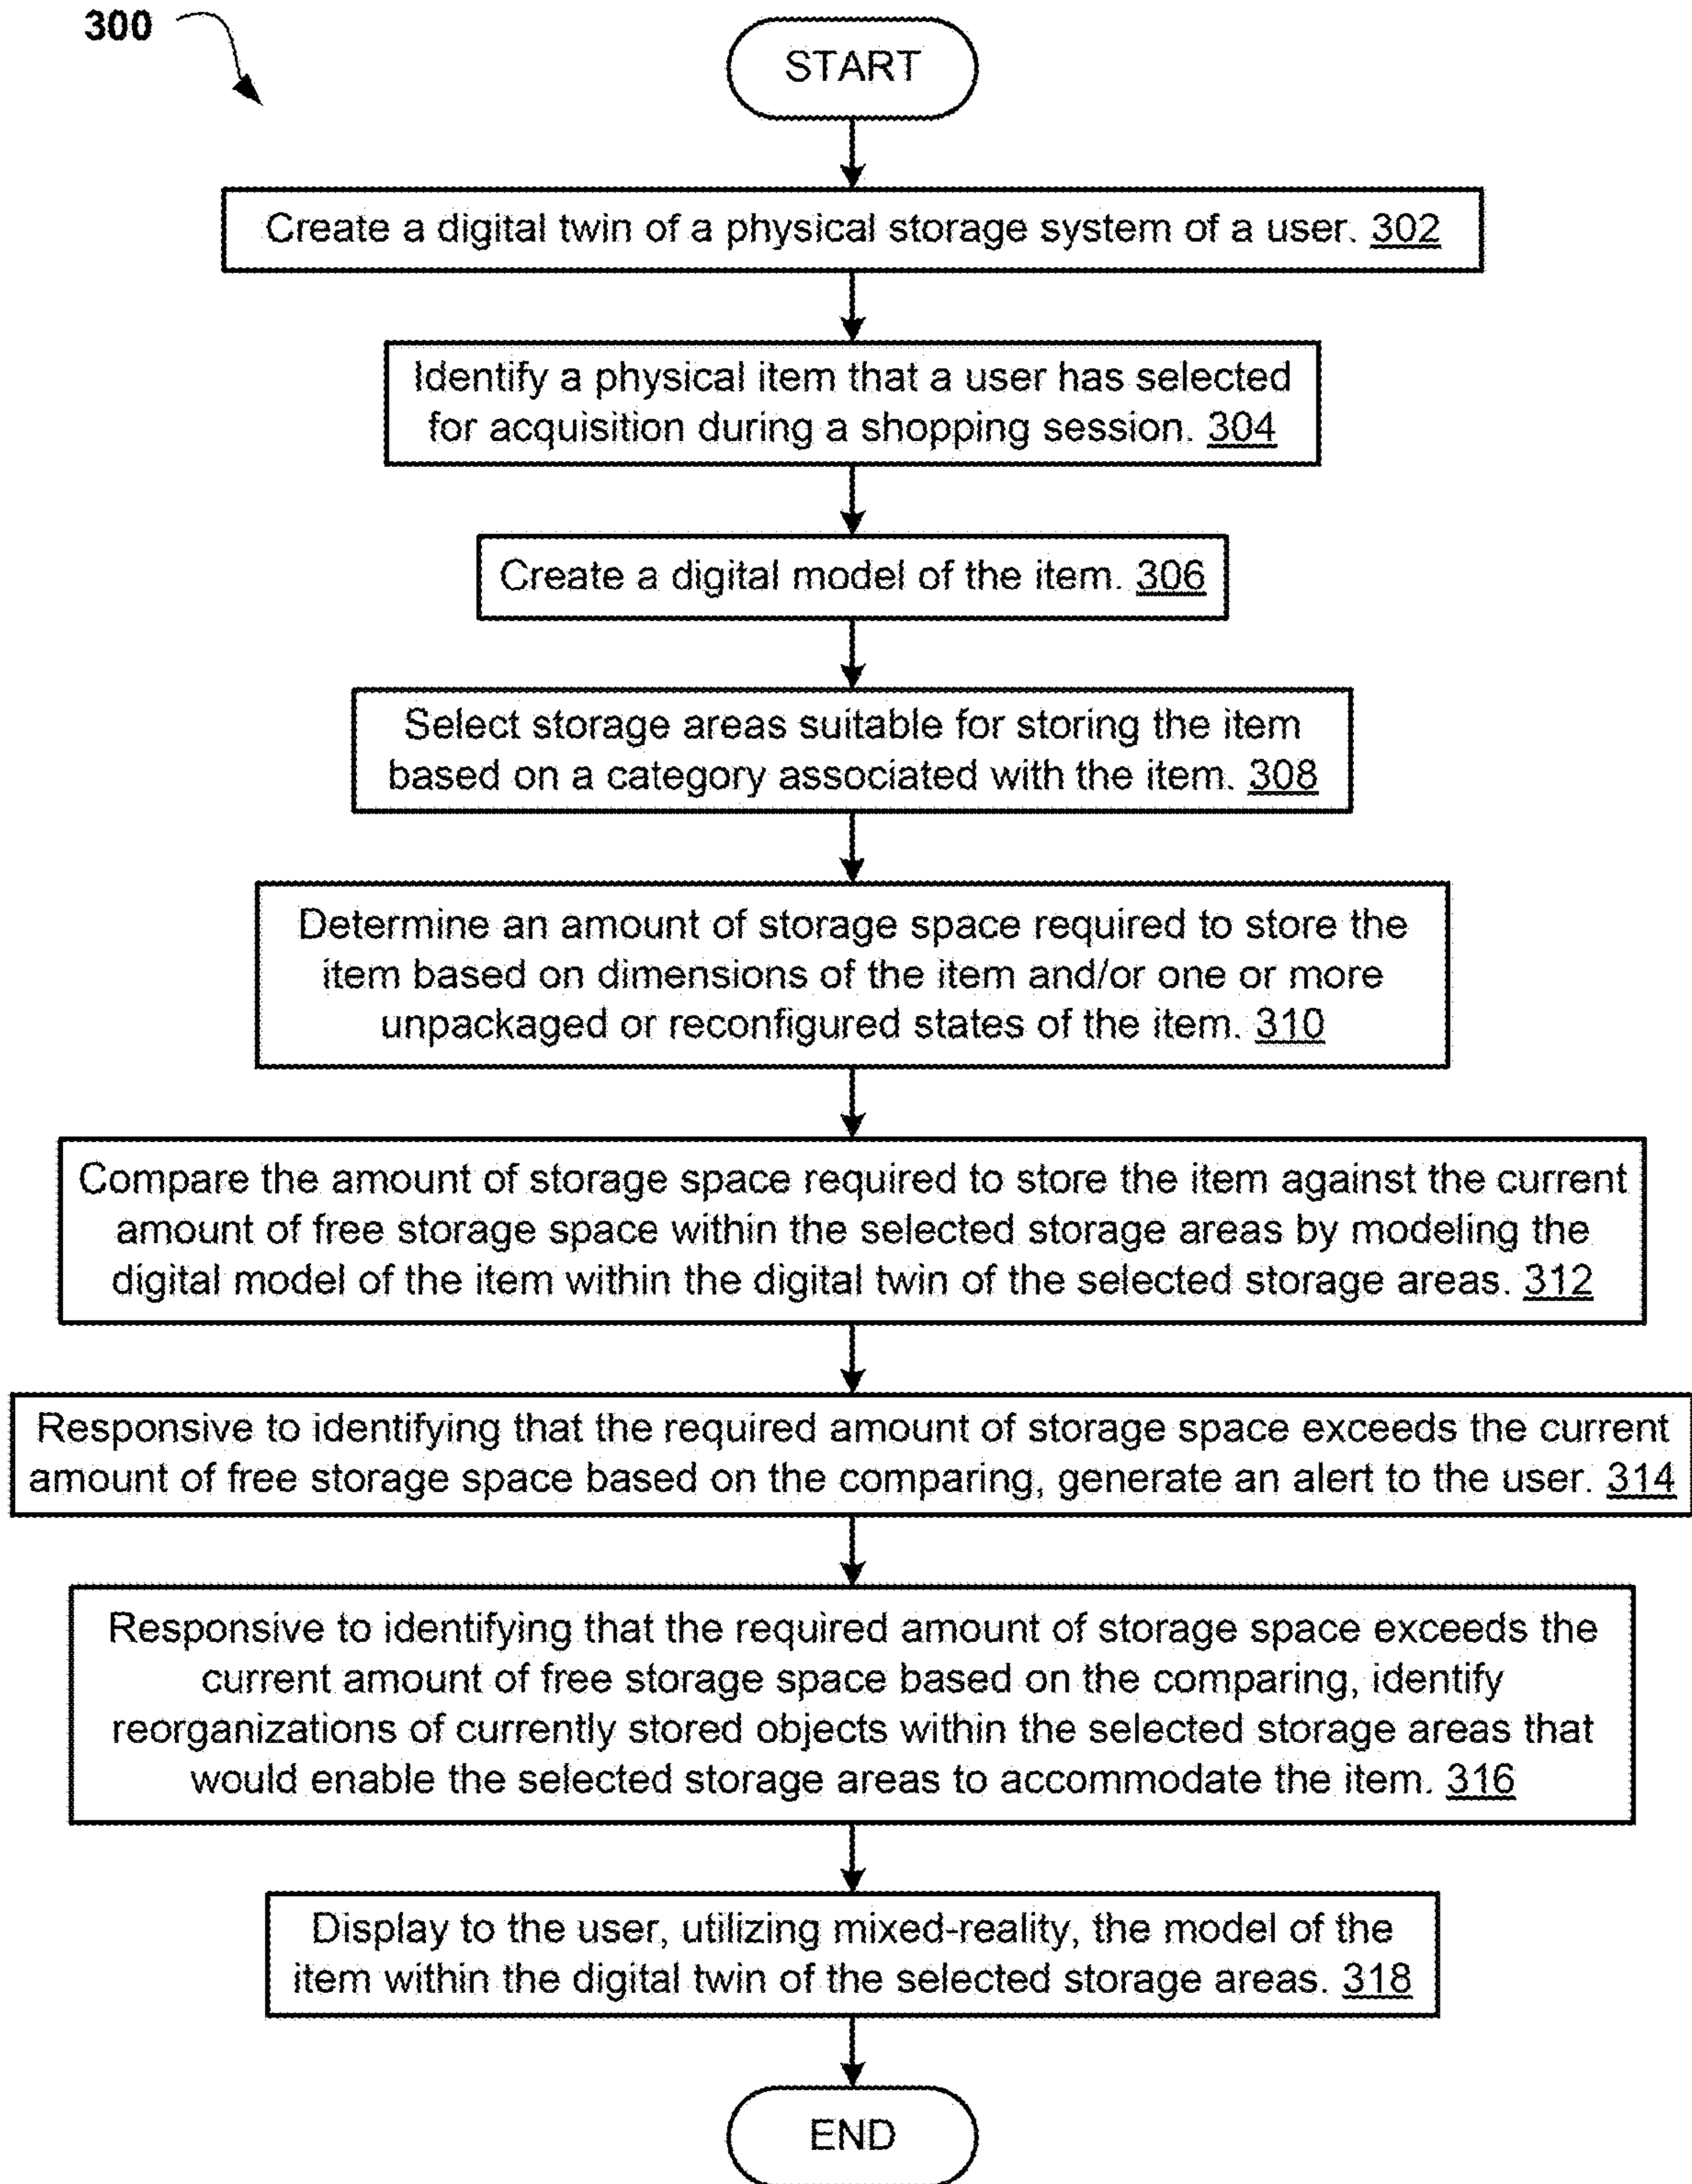 300
START
Create a digital twin of a physical storage system of a user. 302
Identify a physical item that a user has selected
for acquisition during a shopping session. 304
Create a digital model of the item. 306
Select storage areas suitable for storing the item
based on a category associated with the item. 308
Determine an amount of storage space required to store the
item based on dimensions of the item and/or one or more
unpackaged or reconfigured states of the item. 310
Compare the amount of storage space required to store the item against the current
amount of free storage space within the selected storage areas by modeling the
digital model of the item within the digital twin of the selected storage areas. 312
Responsive to identifying that the required amount of storage space exceeds the current
amount of free storage space based on the comparing, generate an alert to the user. 314
Responsive to identifying that the required amount of storage space exceeds the
current amount of free storage space based on the comparing, identify
reorganizations of currently stored objects within the selected storage areas that
would enable the selected storage areas to accommodate the item. 316
Display to the user, utilizing mixed-reality, the model of the
item within the digital twin of the selected storage areas. 318
END